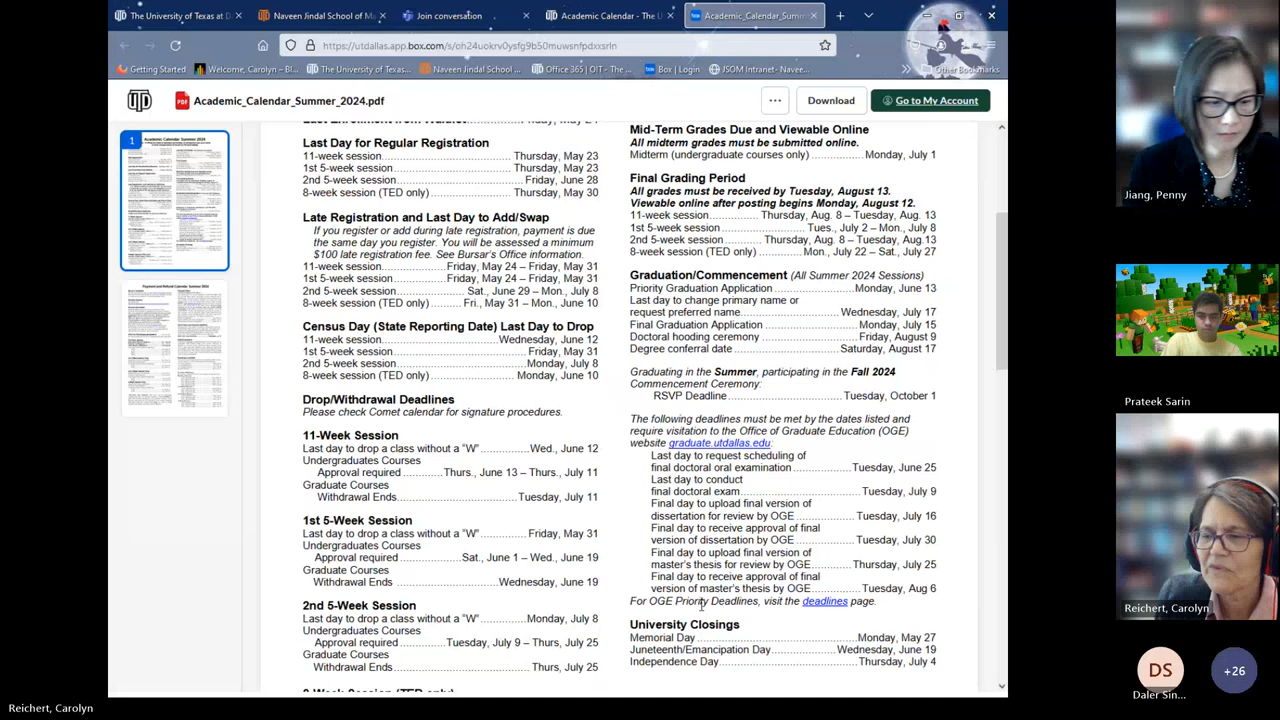 The University of Texas at D
Naveen Jindal School of Ma
Join conversation
Academic Calendar - The U
Academic_Calendar_Summ
https://utdallas.app.box.com/s/oh24uokrv0ysfg9b50muwsnfpdxxsrln
Getting Started
Welcome, Carolyn – Bl...
The University of Texas...
Naveen Jindal School ...
Office 365 | OIT - The ...
Box | Login
JSOM Intranet- Navee...
Other Bookmarks
UTD
PDF
Academic_Calendar_Summer_2024.pdf
Download
Go to My Account
1
Academic Calendar Summer 2024
Payment and Refund Calendar Summer 2024
Last Day for Regular Registration
11-week session Thursday, May 23
1st 5-week session Thursday, May 23
2nd 5-week session Friday, June 28
8-week session (TED only) Thursday, May 30
Late Registration and Last Day to Add/Swap
If you register or add during late registration, payment is due
the same day you register. You will be assessed a minimum
$100 late registration fee. See Bursar's Office information.
11-week session Friday, May 24 – Friday, May 31
1st 5-week session Friday, May 24 – Friday, May 31
2nd 5-week session Sat., June 29 – Mon., July 8
8-week session (TED only) Fri., May 31 – Mon., June 10
Census Day (State Reporting Date) Last Day to Drop
11-week session Wednesday, June 12
1st 5-week session Friday, May 31
2nd 5-week session Monday, July 8
8-week session (TED only) Monday, June 10
Drop/Withdrawal Deadlines
Please check Comet calendar for signature procedures.
11-Week Session
Last day to drop a class without a "W" Wed., June 12
Undergraduates Courses
Approval required Thurs., June 13 – Thurs., July 11
Graduate Courses
Withdrawal Ends Tuesday, July 11
1st 5-Week Session
Last day to drop a class without a "W" Friday, May 31
Undergraduates Courses
Approval required Sat., June 1 – Wed., June 19
Graduate Courses
Withdrawal Ends Wednesday, June 19
2nd 5-Week Session
Last day to drop a class without a "W" Monday, July 8
Undergraduates Courses
Approval required Tuesday, July 9 – Thurs, July 25
Graduate Courses
Withdrawal Ends Thurs, July 25
Mid-Term Grades Due and Viewable Online
All midterm grades must be submitted online.
Midterm (undergraduate courses only) Monday, July 1
Final Grading Period
All grades must be received by Tuesday, August 13.
Viewable online after posting begins Monday, August 12.
11-week session Thursday, Aug. 8 – Tuesday, Aug. 13
1st 5-week session Tues., July 2 – Mon., July 8
2nd 5-week session Thursday, Aug. 8 – Tuesday, Aug.13
8-week session (TED only) Mon., July 22 – Sat., July 27
Graduation/Commencement (All Summer 2024 Sessions)
Priority Graduation Application Monday, June 13
Last day to change primary name or
request preferred name Wednesday, July 17
Final Graduation Application Monday, July 15
Doctoral hooding ceremony Friday, August 9
Degree conferral date Saturday, August 17
Graduating in the Summer, participating in the Fall 2024
Commencement Ceremony:
RSVP Deadline Tuesday, October 1
The following deadlines must be met by the dates listed and
require visitation to the Office of Graduate Education (OGE)
website graduate.utdallas.edu:
Last day to request scheduling of
final doctoral oral examination Tuesday, June 25
Last day to conduct
final doctoral exam Tuesday, July 9
Final day to upload final version of
dissertation for review by OGE Tuesday, July 16
Final day to receive approval of final
version of dissertation by OGE Tuesday, July 30
Final day to upload final version of
master's thesis for review by OGE Thursday, July 25
Final day to receive approval of final
version of master's thesis by OGE Tuesday, Aug 6
For OGE Priority Deadlines, visit the deadlines page.
University Closings
Memorial Day Monday, May 27
Juneteenth/Emancipation Day Wednesday, June 19
Independence Day Thursday, July 4
Jiang, Penny
Prateek Sarin
Reichert, Carolyn
DS
Daler Sin...
+26
Reichert, Carolyn